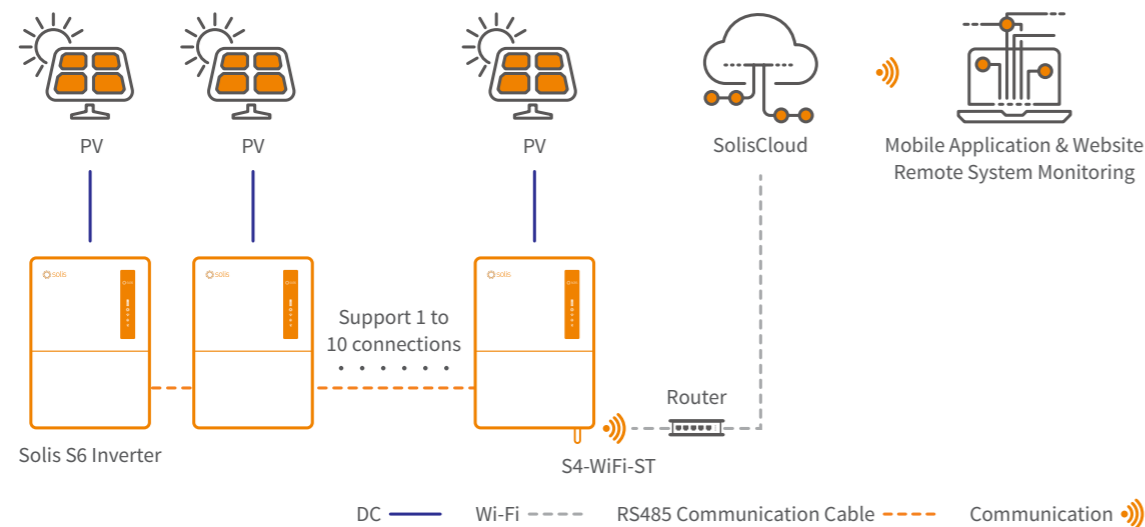 PV
PV
PV
SolisCloud
Mobile Application & Website
Remote System Monitoring
solis
solis
solis
Support 1 to
10 connections
Router
Solis S6 Inverter
S4-WiFi-ST
DC
Wi-Fi
RS485 Communication Cable
Communication